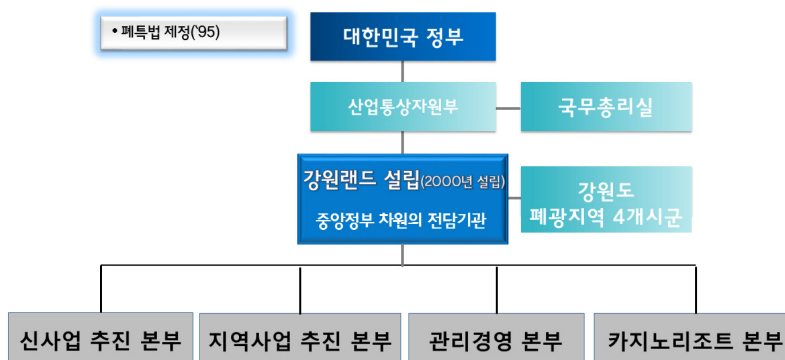 • 폐특법 제정('95)
대한민국 정부
산업통상자원부
국무총리실
강원랜드 설립(2000년 설립)
중앙정부 차원의 전담기관
강원도
폐광지역 4개시군
신사업 추진 본부
지역사업 추진 본부
관리경영 본부
카지노리조트 본부